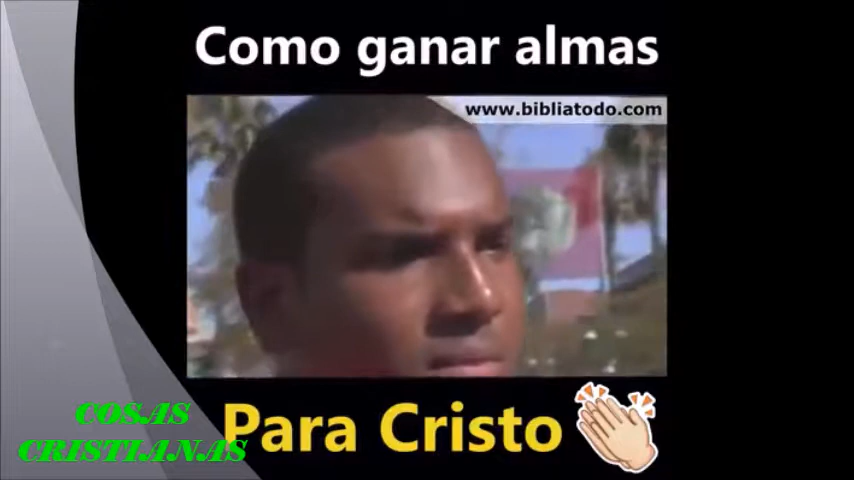 Como ganar almas
www.bibliatodo.com
Para Cristo
COSAS
CRISTIANAS